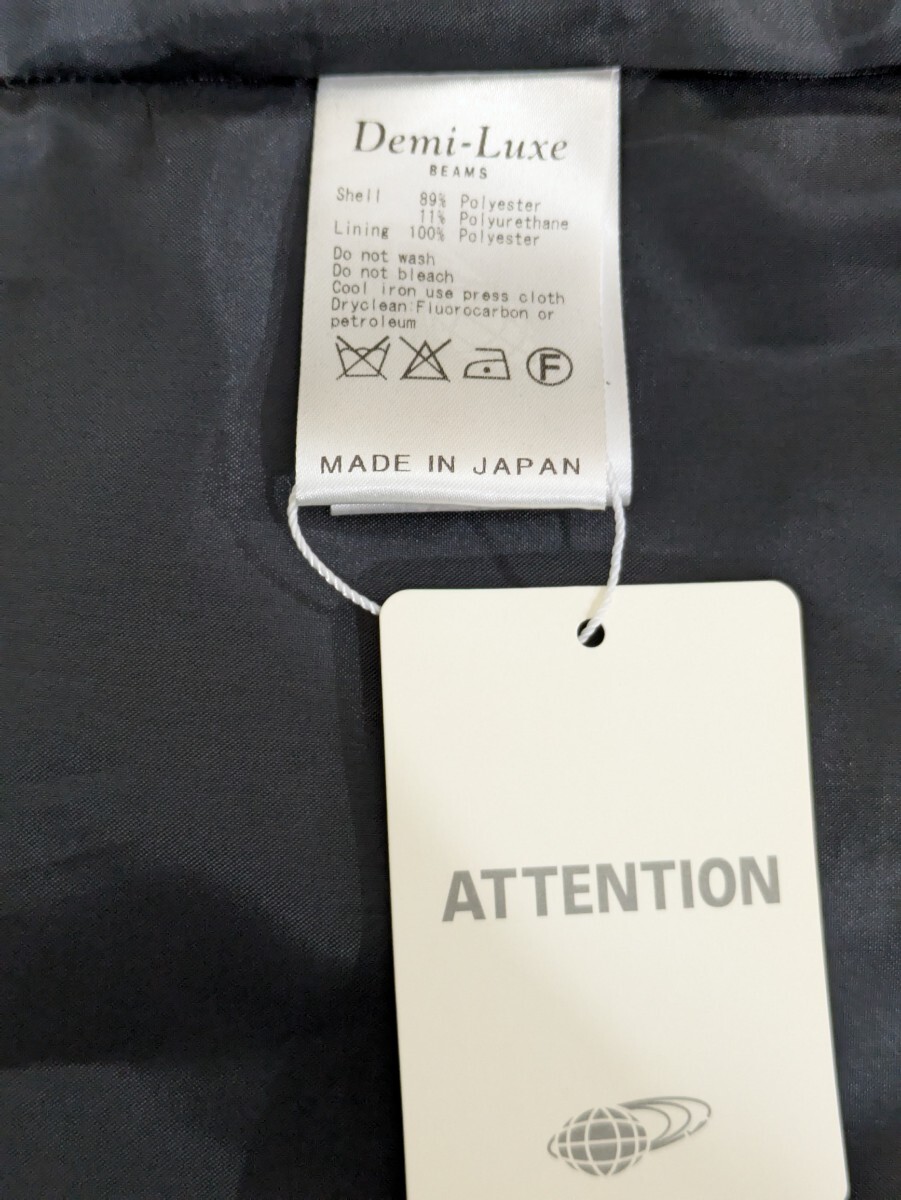 Demi-Luxe
BEAMS
Shell 89% Polyester
11% Polyurethane
Lining 100% Polyester
Do not wash
Do not bleach
Cool iron use press cloth
Dryclean:Fluorocarbon or
petroleum
F
MADE IN JAPAN
ATTENTION